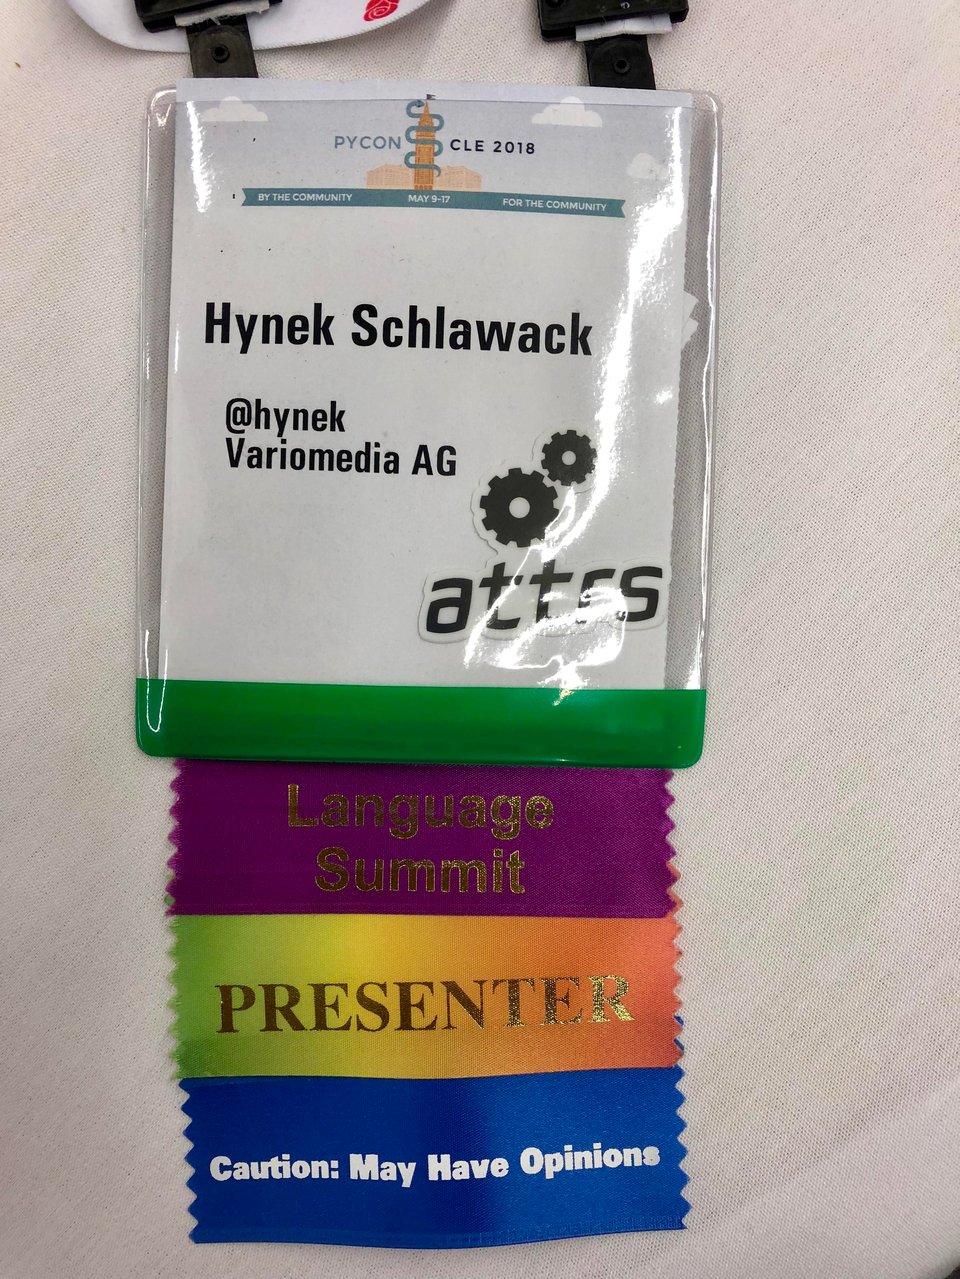 PYCON CLE 2018
BY THE COMMUNITY MAY 9-17 FOR THE COMMUNITY
Hynek Schlawack
@hynek
Variomedia AG
attrs
Language
Summit
PRESENTER
Caution: May Have Opinions